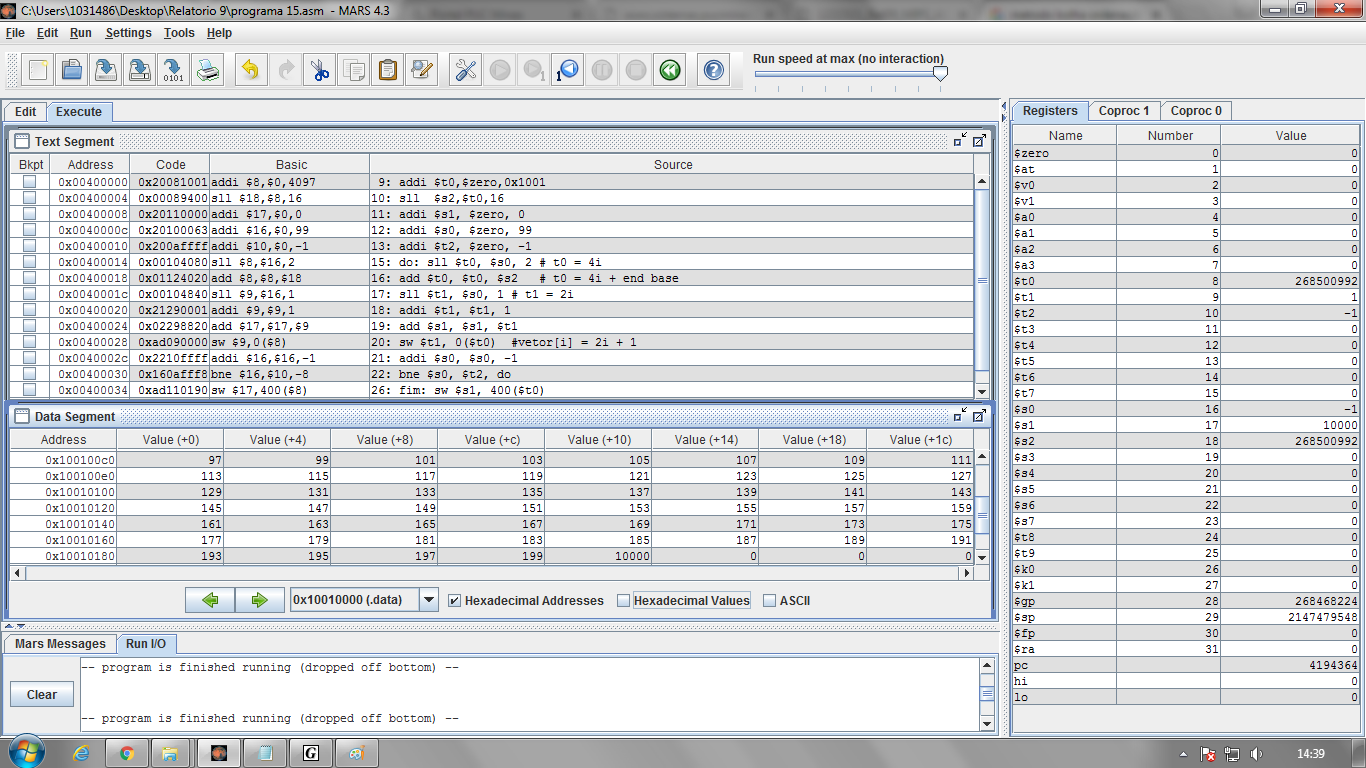 C:\Users\1031486\Desktop\Relatorio 9\programa 15.asm - MARS 4.3
File Edit Run Settings Tools Help
Run speed at max (no interaction)
Edit Execute
Text Segment
Bkpt Address Code Basic Source
0x00400000 0x20081001 addi $8,$0,4097 9: addi $t0,$zero,0x1001
0x00400004 0x00089400 sll $18,$8,16 10: sll $s2,$t0,16
0x00400008 0x20110000 addi $17,$0,0 11: addi $s1, $zero, 0
0x0040000c 0x20100063 addi $16,$0,99 12: addi $s0, $zero, 99
0x00400010 0x200affff addi $10,$0,-1 13: addi $t2, $zero, -1
0x00400014 0x00104080 sll $8,$16,2 15: do: sll $t0, $s0, 2 # t0 = 4i
0x00400018 0x01124020 add $8,$8,$18 16: add $t0, $t0, $s2 # t0 = 4i + end base
0x0040001c 0x00104840 sll $9,$16,1 17: sll $t1, $s0, 1 # t1 = 2i
0x00400020 0x21290001 addi $9,$9,1 18: addi $t1, $t1, 1
0x00400024 0x02298820 add $17,$17,$9 19: add $s1, $s1, $t1
0x00400028 0xad090000 sw $9,0($8) 20: sw $t1, 0($t0) #vetor[i] = 2i + 1
0x0040002c 0x2210ffff addi $16,$16,-1 21: addi $s0, $s0, -1
0x00400030 0x160afff8 bne $16,$10,-8 22: bne $s0, $t2, do
0x00400034 0xad110190 sw $17,400($8) 26: fim: sw $s1, 400($t0)
Data Segment
Address Value (+0) Value (+4) Value (+8) Value (+c) Value (+10) Value (+14) Value (+18) Value (+1c)
0x100100c0 97 99 101 103 105 107 109 111
0x100100e0 113 115 117 119 121 123 125 127
0x10010100 129 131 133 135 137 139 141 143
0x10010120 145 147 149 151 153 155 157 159
0x10010140 161 163 165 167 169 171 173 175
0x10010160 177 179 181 183 185 187 189 191
0x10010180 193 195 197 199 10000 0 0 0
0x10010000 (.data) Hexadecimal Addresses Hexadecimal Values ASCII
Mars Messages Run I/O
Clear
-- program is finished running (dropped off bottom) --
-- program is finished running (dropped off bottom) --
Registers Coproc 1 Coproc 0
Name Number Value
$zero 0 0
$at 1 0
$v0 2 0
$v1 3 0
$a0 4 0
$a1 5 0
$a2 6 0
$a3 7 0
$t0 8 268500992
$t1 9 1
$t2 10 -1
$t3 11 0
$t4 12 0
$t5 13 0
$t6 14 0
$t7 15 0
$s0 16 -1
$s1 17 10000
$s2 18 268500992
$s3 19 0
$s4 20 0
$s5 21 0
$s6 22 0
$s7 23 0
$t8 24 0
$t9 25 0
$k0 26 0
$k1 27 0
$gp 28 268468224
$sp 29 2147479548
$fp 30 0
$ra 31 0
pc 4194364
hi 0
lo 0
14:39